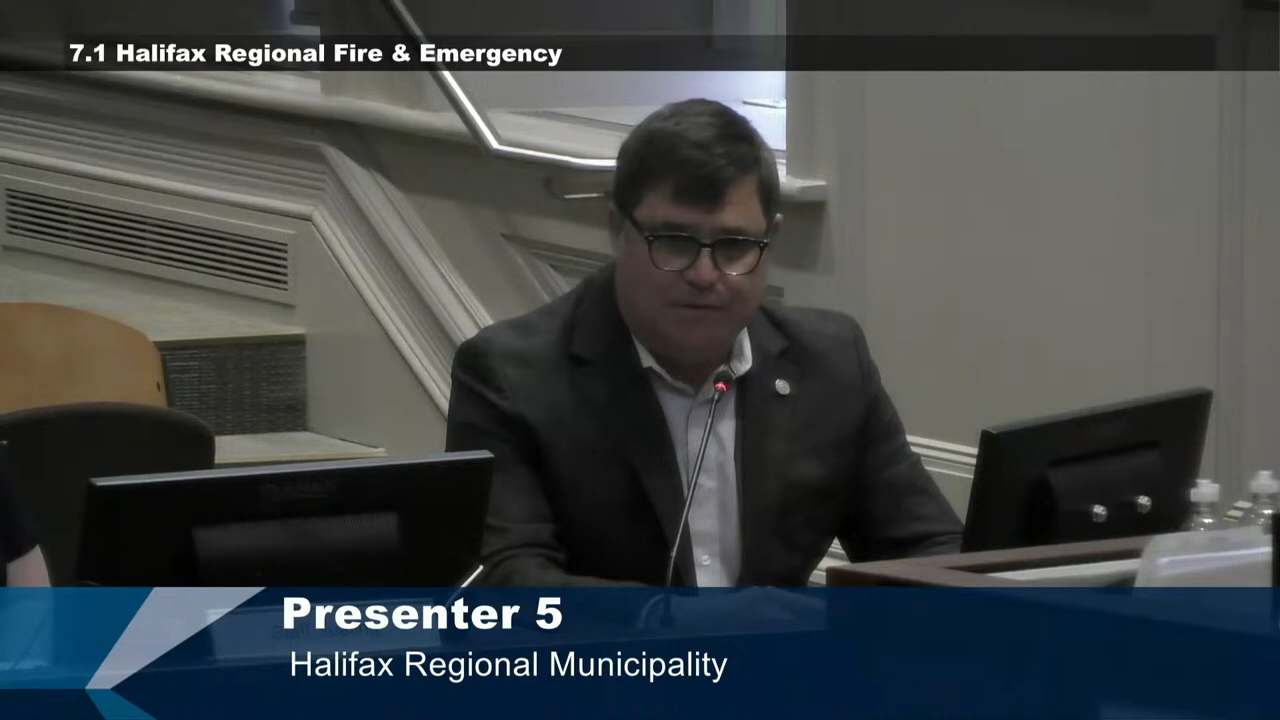 7.1 Halifax Regional Fire & Emergency
Presenter 5
Halifax Regional Municipality